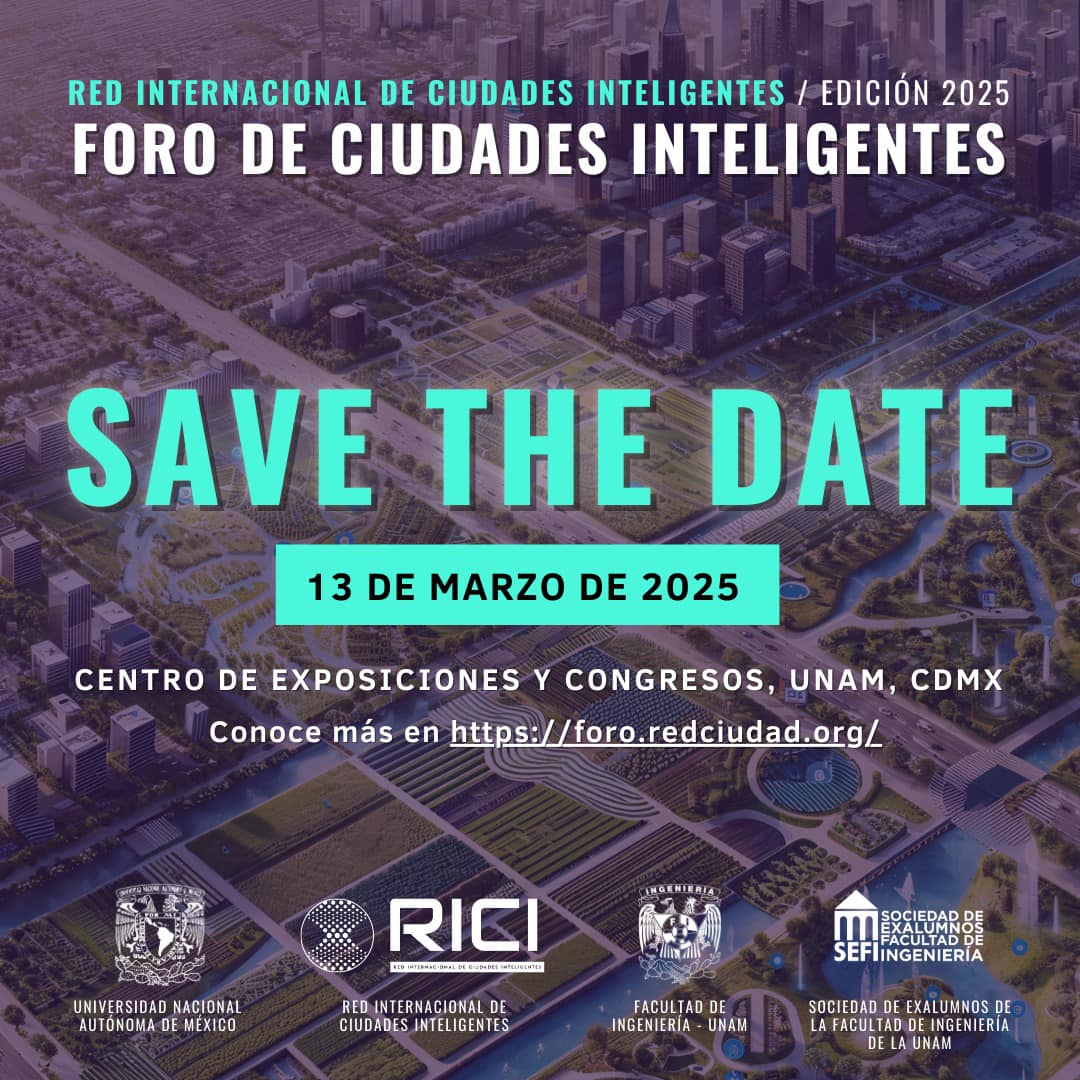 RED INTERNACIONAL DE CIUDADES INTELIGENTES / EDICIÓN 2025
FORO DE CIUDADES INTELIGENTES
SAVE THE DATE
13 DE MARZO DE 2025
CENTRO DE EXPOSICIONES Y CONGRESOS, UNAM, CDMX
Conoce más en https://foro.redciudad.org/
RICI
RED INTERNACIONAL DE CIUDADES INTELIGENTES
INGENIERIA
SEFI
SOCIEDAD DE
EXALUMNOS
FACULTAD DE
INGENIERÍA
UNIVERSIDAD NACIONAL
AUTÓNOMA DE MÉXICO
RED INTERNACIONAL DE
CIUDADES INTELIGENTES
FACULTAD DE
INGENIERÍA - UNAM
SOCIEDAD DE EXALUMNOS DE
LA FACULTAD DE INGENIERÍA
DE LA UNAM